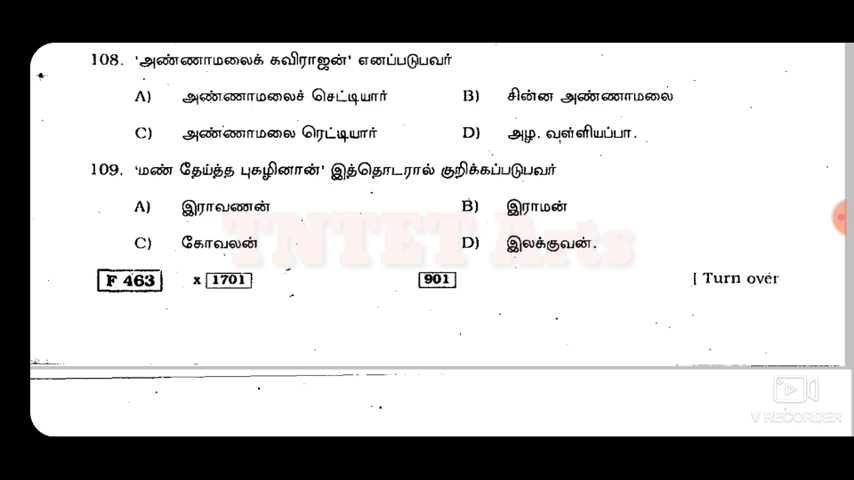 108. 'அண்ணாமலைக் கவிராஜன்' எனப்படுபவர்
A) அண்ணாமலைச் செட்டியார் B) சின்ன அண்ணாமலை
C) அண்ணாமலை ரெட்டியார் D) அழ. வள்ளியப்பா.
109. 'மண் தேய்த்த புகழினான்' இத்தொடரால் குறிக்கப்படுபவர்
A) இராவணன் B) இராமன்
C) கோவலன் D) இலக்குவன்.
TNTET Arts
F 463 x 1701 901 [ Turn over
V RECORDER